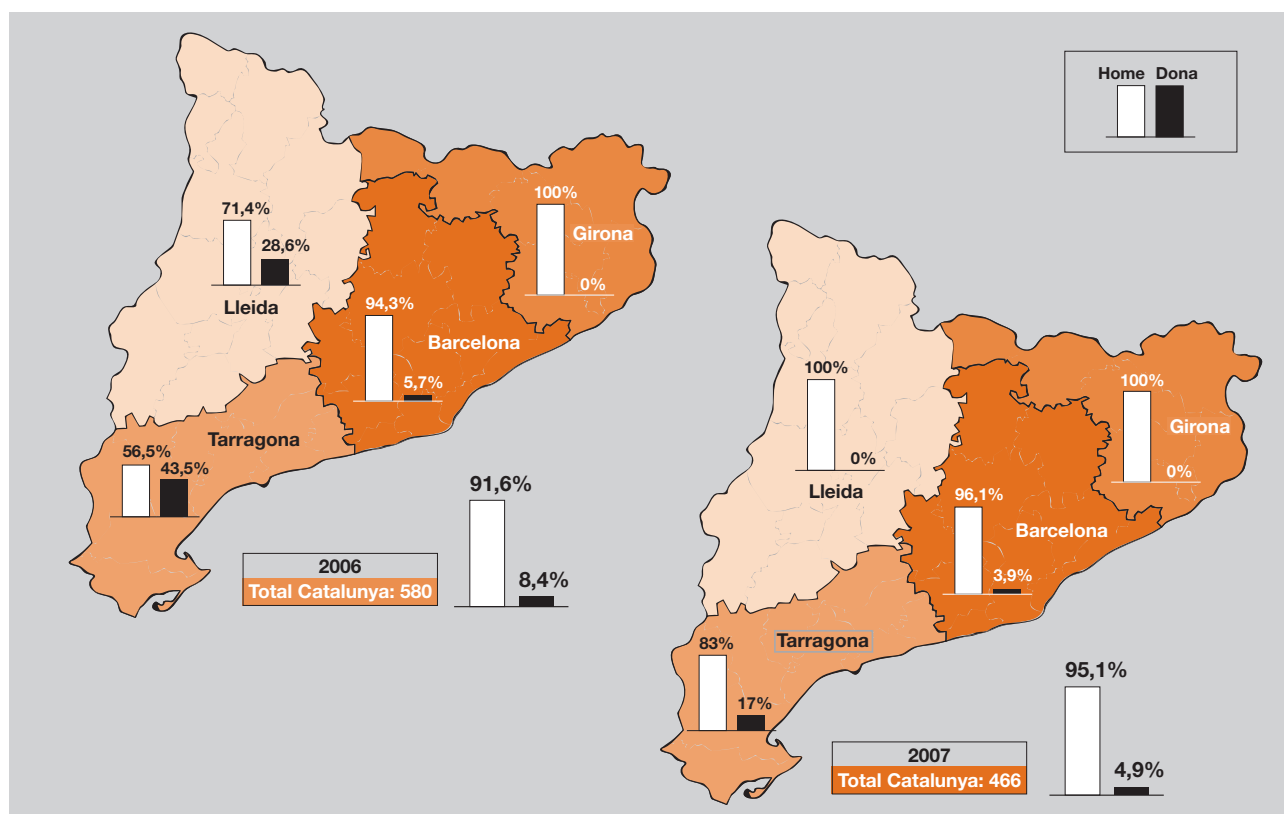 Home Dona
100%
71,4%
28,6%
Girona
0%
Lleida
94,3%
Barcelona
5,7%
Tarragona
56,5%
43,5%
91,6%
8,4%
2006
Total Catalunya: 580
100%
0%
Lleida
100%
Girona
0%
96,1%
Barcelona
3,9%
Tarragona
83%
17%
95,1%
4,9%
2007
Total Catalunya: 466